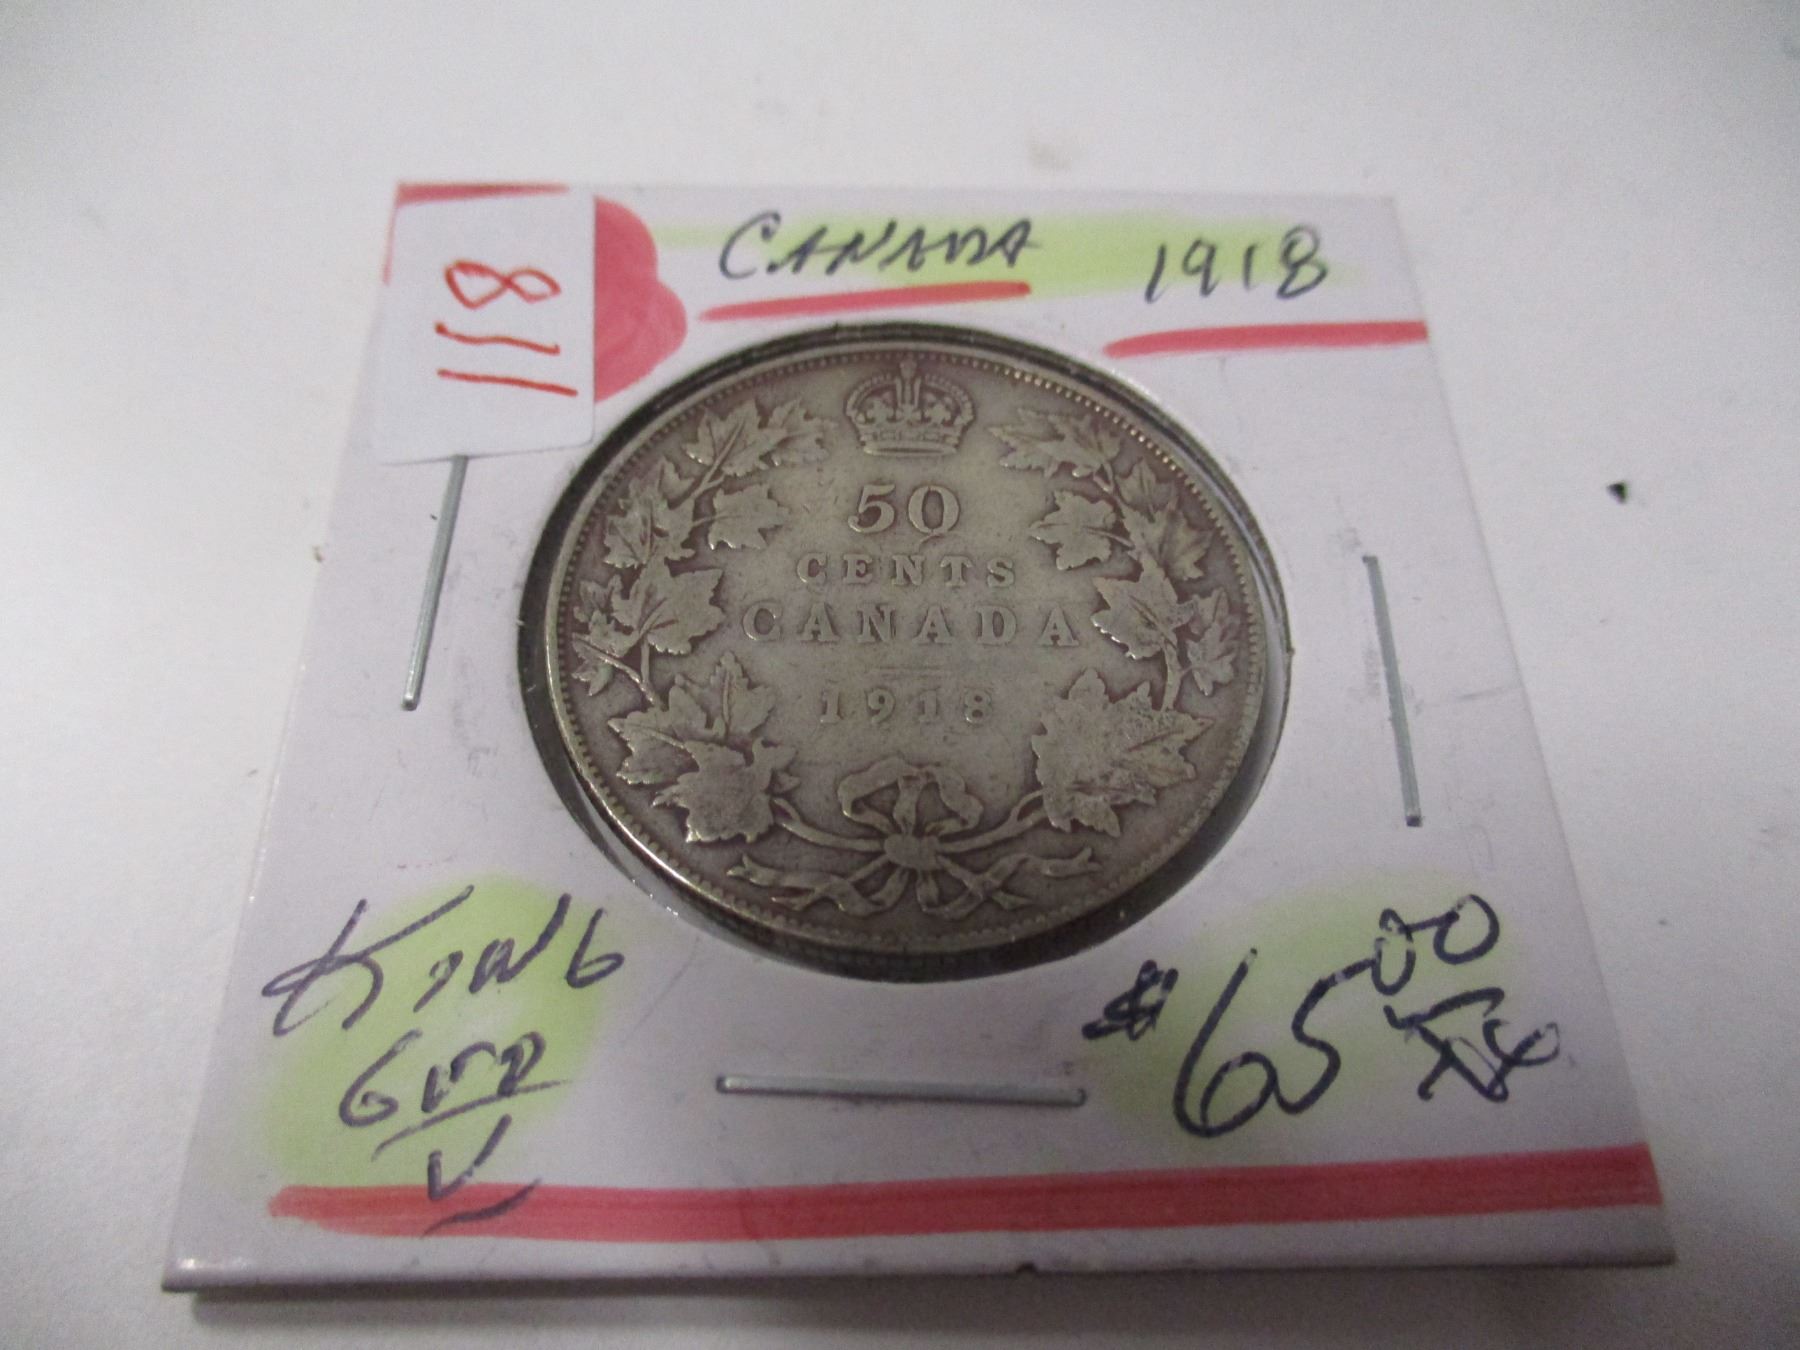 118
CANADA 1918
50
CENTS
CANADA
1918
KING
GEO
V
$65.00